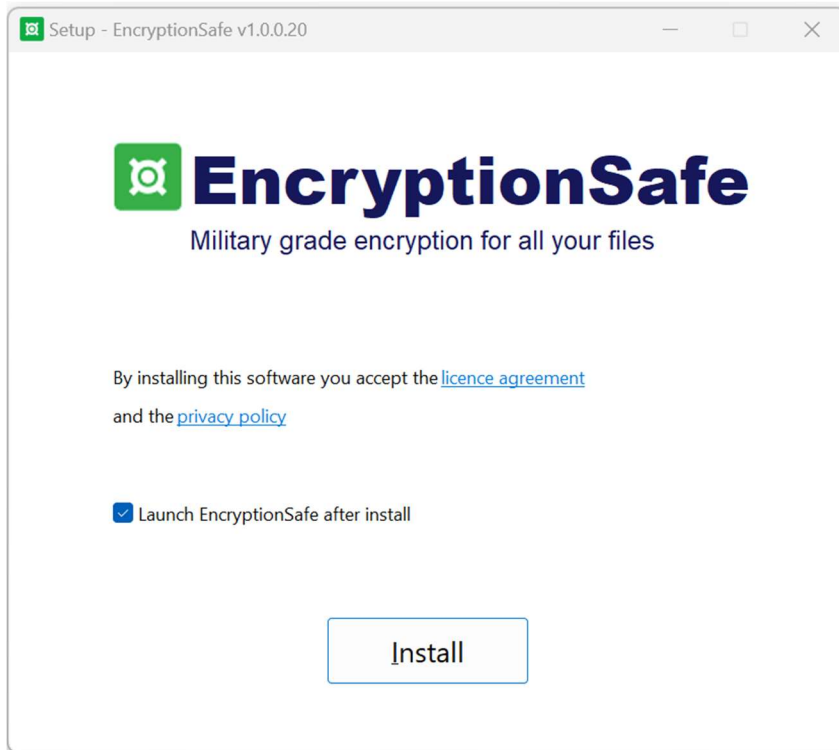 Setup - EncryptionSafe v1.0.0.20
EncryptionSafe
Military grade encryption for all your files
By installing this software you accept the licence agreement
and the privacy policy
Launch EncryptionSafe after install
Install